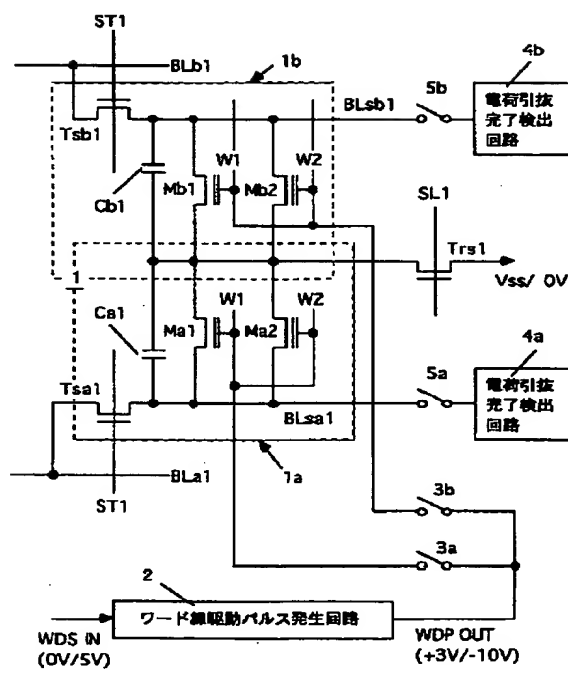 ST1
BLb1
1b
4b
5b
電荷引抜
完了検出
回路
BLsb1
Tsb1
W1
W2
Cb1
Mb1
Mb2
SL1
Trs1
Vss/ 0V
1
W1
W2
Ca1
Ma1
Ma2
4a
5a
電荷引抜
完了検出
回路
Tsa1
BLsa1
BLa1
1a
ST1
3b
3a
2
ワード線駆動パルス発生回路
WDS IN
(0V/5V)
WDP OUT
(+3V/-10V)